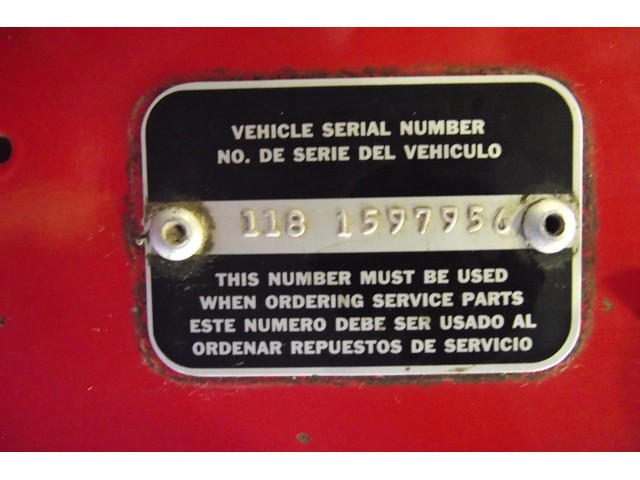 VEHICLE SERIAL NUMBER
NO. DE SERIE DEL VEHICULO
118 1597956
THIS NUMBER MUST BE USED
WHEN ORDERING SERVICE PARTS
ESTE NUMERO DEBE SER USADO AL
ORDENAR REPUESTOS DE SERVICIO